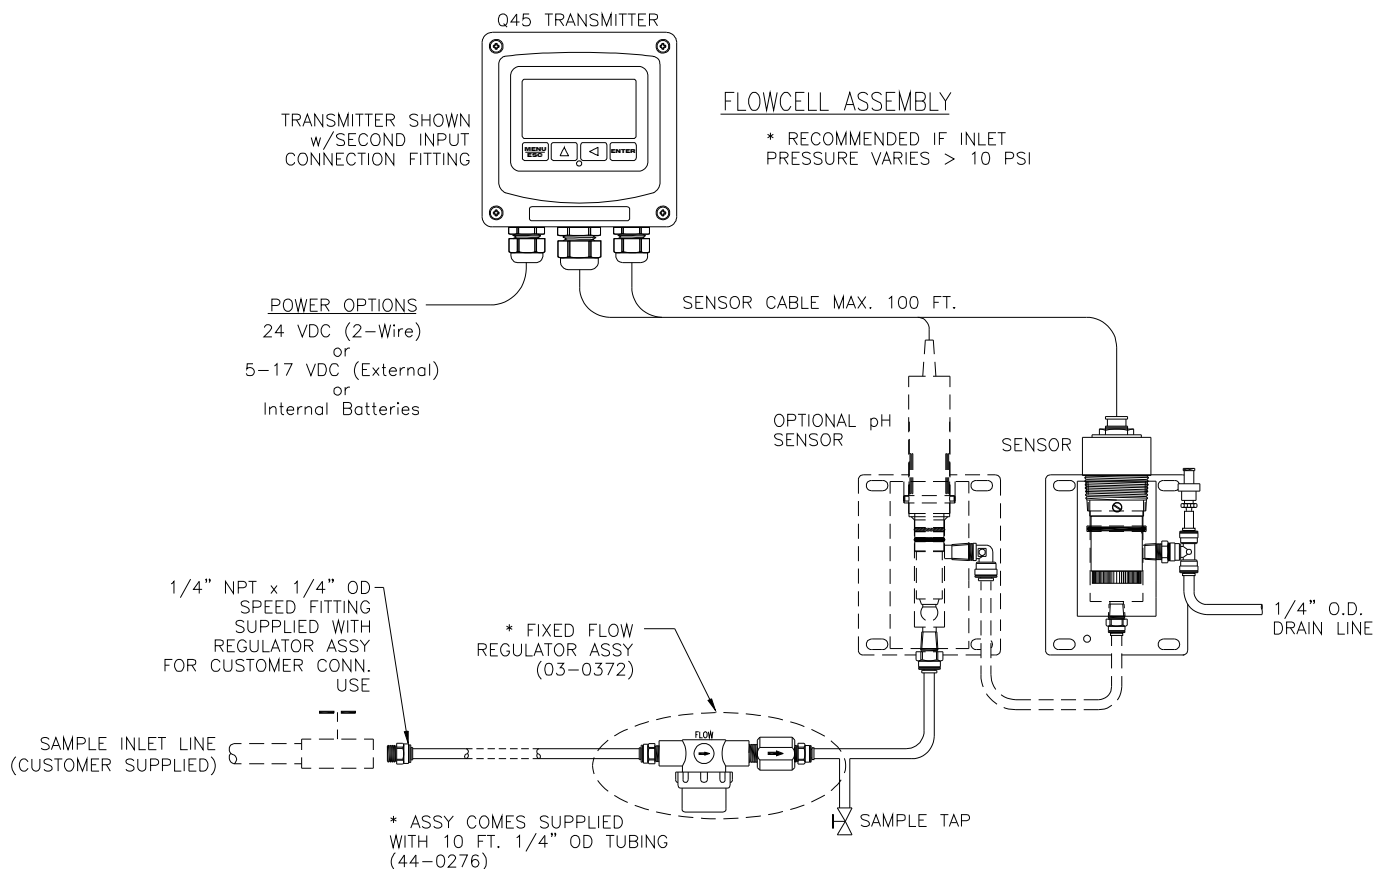 Q45 TRANSMITTER
FLOWCELL ASSEMBLY
TRANSMITTER SHOWN
w/SECOND INPUT
CONNECTION FITTING
* RECOMMENDED IF INLET
PRESSURE VARIES > 10 PSI
MENU
ESC
ENTER
POWER OPTIONS
24 VDC (2-Wire)
or
5-17 VDC (External)
or
Internal Batteries
SENSOR CABLE MAX. 100 FT.
OPTIONAL pH
SENSOR
SENSOR
1/4" NPT x 1/4" OD
SPEED FITTING
SUPPLIED WITH
REGULATOR ASSY
FOR CUSTOMER CONN.
USE
* FIXED FLOW
REGULATOR ASSY
(03-0372)
1/4" O.D.
DRAIN LINE
SAMPLE INLET LINE
(CUSTOMER SUPPLIED)
FLOW
* ASSY COMES SUPPLIED
WITH 10 FT. 1/4" OD TUBING
(44-0276)
SAMPLE TAP